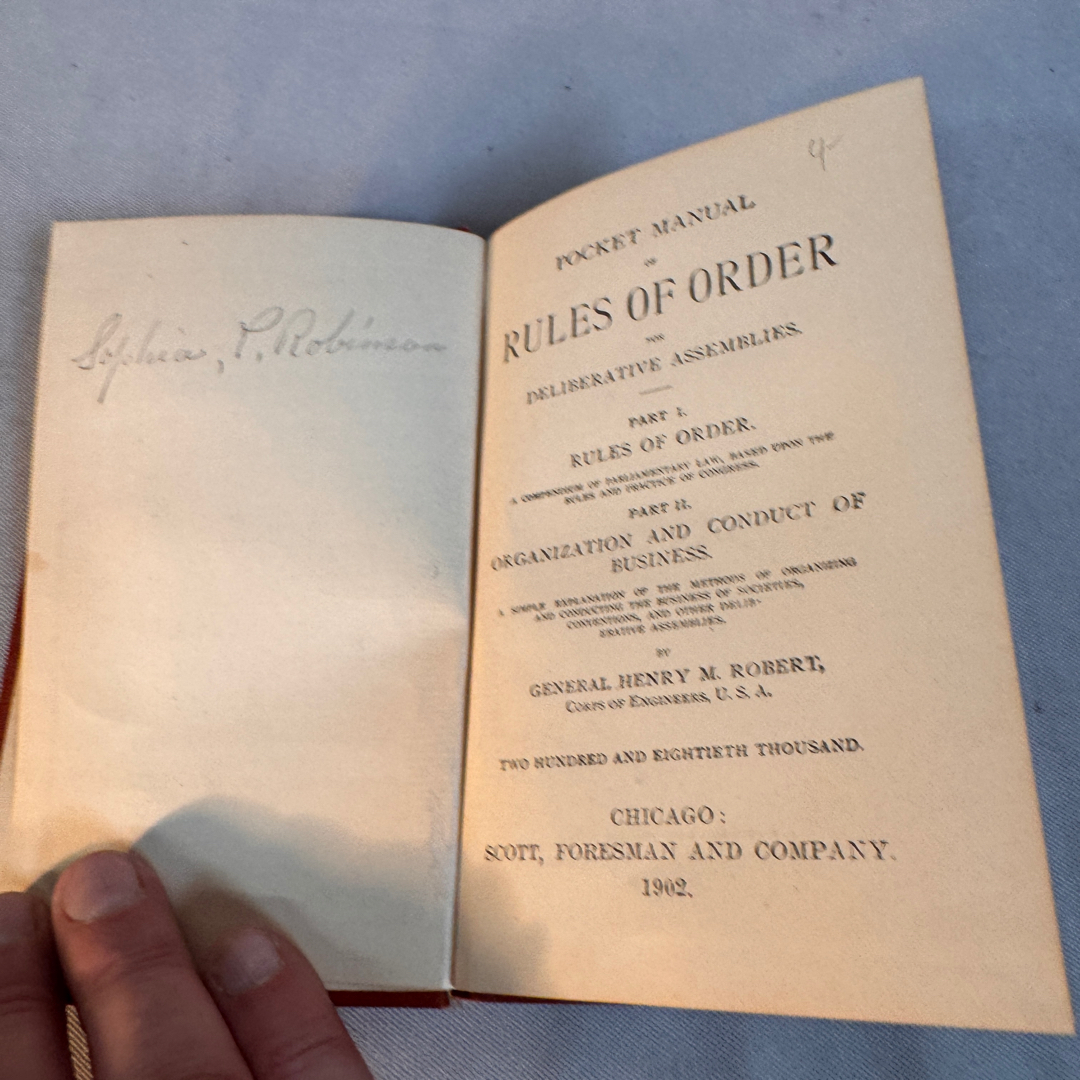 Sophia, P. Robinson
POCKET MANUAL
OF
RULES OF ORDER
FOR
DELIBERATIVE ASSEMBLIES.
PART I.
RULES OF ORDER.
A COMPENDIUM OF PARLIAMENTARY LAW, BASED UPON THE
RULES AND PRACTICE OF CONGRESS.
PART II.
ORGANIZATION AND CONDUCT OF
BUSINESS.
A SIMPLE EXPLANATION OF THE METHODS OF ORGANIZING
AND CONDUCTING THE BUSINESS OF SOCIETIES,
CONVENTIONS, AND OTHER DELIB-
ERATIVE ASSEMBLIES.
BY
GENERAL HENRY M. ROBERT,
CORPS OF ENGINEERS, U. S. A.
TWO HUNDRED AND EIGHTIETH THOUSAND.
CHICAGO:
SCOTT, FORESMAN AND COMPANY.
1902.